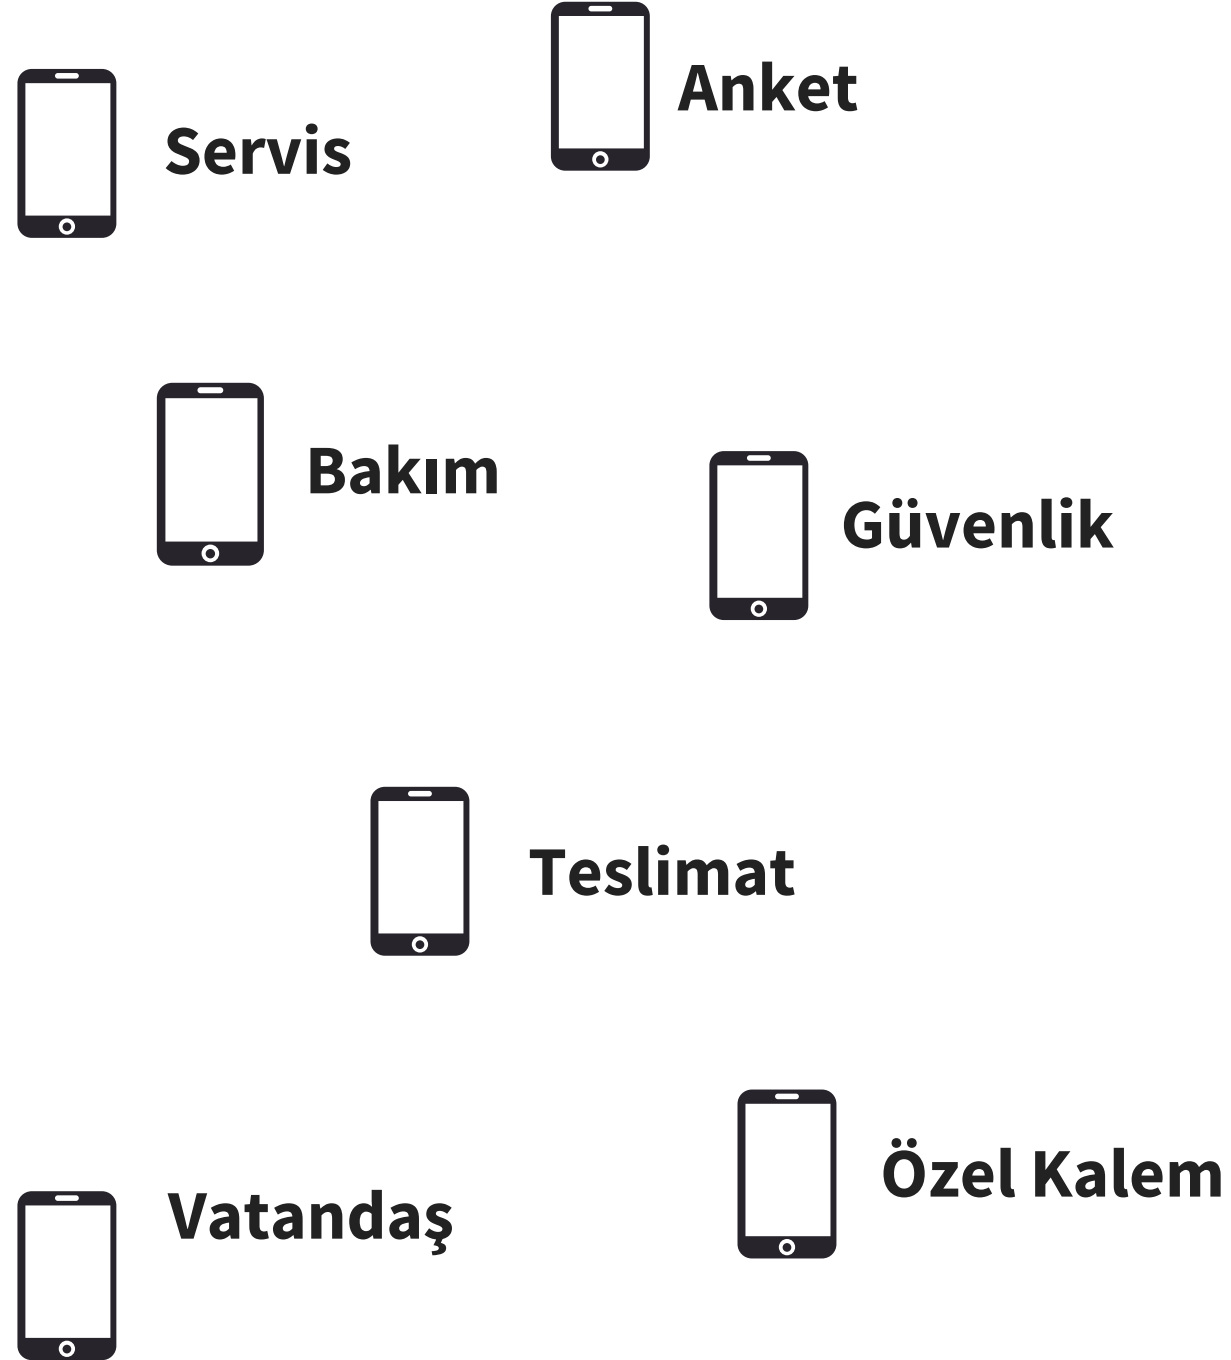 Anket
Servis
Bakım
Güvenlik
Teslimat
Özel Kalem
Vatandaş